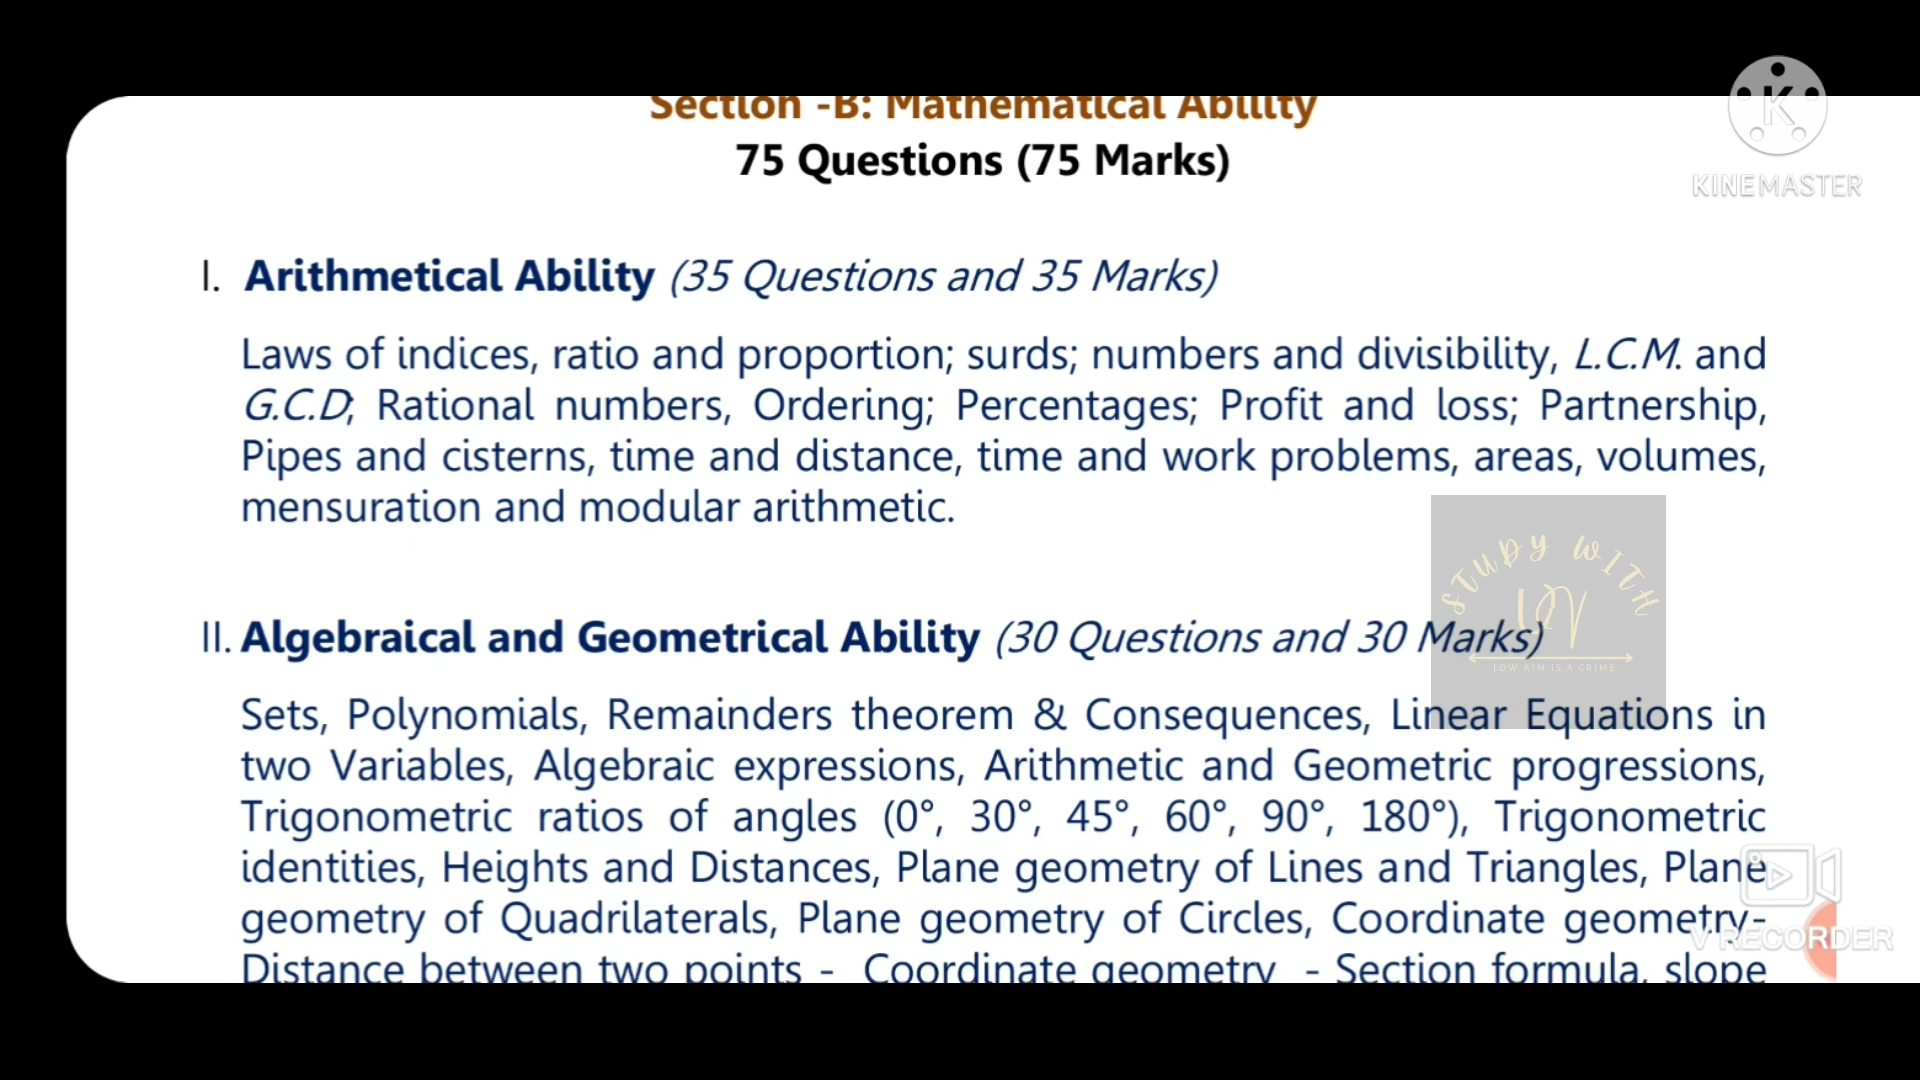 Section -B: Mathematical Ability
75 Questions (75 Marks)
K
KINEMASTER
I. Arithmetical Ability (35 Questions and 35 Marks)
Laws of indices, ratio and proportion; surds; numbers and divisibility, L.C.M. and
G.C.D; Rational numbers, Ordering; Percentages; Profit and loss; Partnership,
Pipes and cisterns, time and distance, time and work problems, areas, volumes,
mensuration and modular arithmetic.
STUDY WITH
LOW AIM IS A CRIME
II. Algebraical and Geometrical Ability (30 Questions and 30 Marks)
Sets, Polynomials, Remainders theorem & Consequences, Linear Equations in
two Variables, Algebraic expressions, Arithmetic and Geometric progressions,
Trigonometric ratios of angles (0°, 30°, 45°, 60°, 90°, 180°), Trigonometric
identities, Heights and Distances, Plane geometry of Lines and Triangles, Plane
geometry of Quadrilaterals, Plane geometry of Circles, Coordinate geometry-
Distance between two points - Coordinate geometry - Section formula, slope
V RECORDER